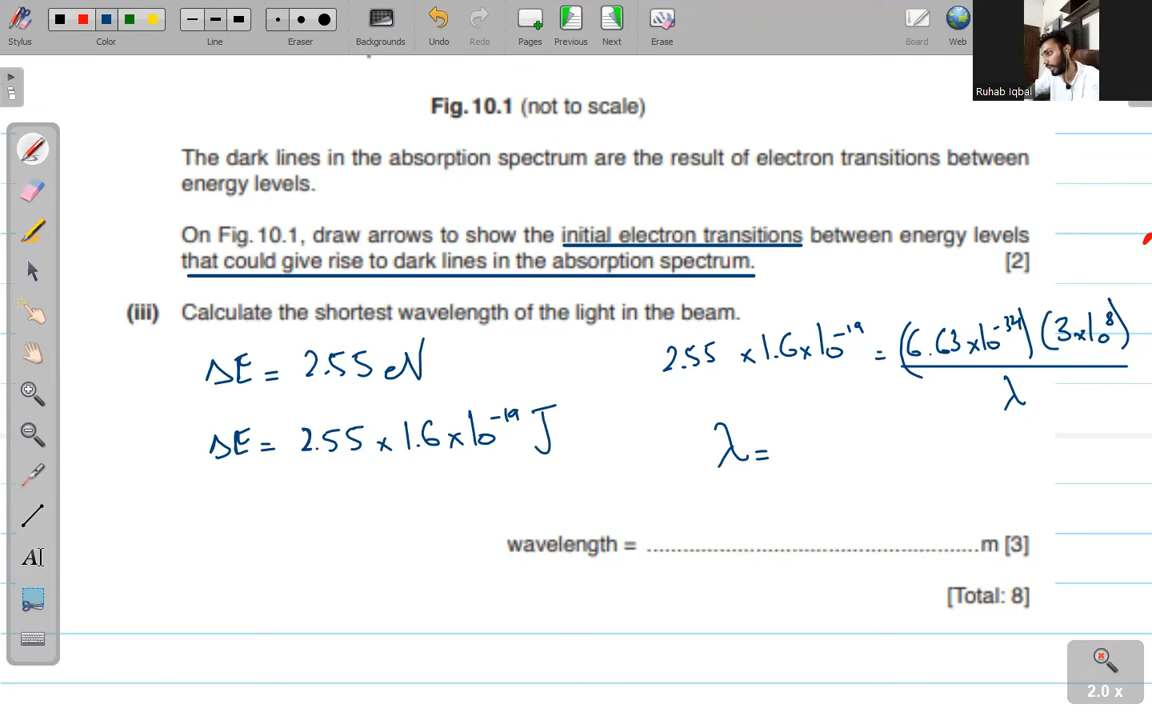 Stylus Color Line Eraser Backgrounds Undo Redo Pages Previous Next Erase Board Web
Ruhab Iqbal
Fig. 10.1 (not to scale)
The dark lines in the absorption spectrum are the result of electron transitions between
energy levels.
On Fig. 10.1, draw arrows to show the initial electron transitions between energy levels
that could give rise to dark lines in the absorption spectrum. [2]
(iii) Calculate the shortest wavelength of the light in the beam.
ΔE = 2.55 eV
2.55 × 1.6 × 10⁻¹⁹ = (6.63 × 10⁻³⁴) (3 × 10⁸)
λ
ΔE = 2.55 × 1.6 × 10⁻¹⁹ J
λ =
wavelength = ...................................................... m [3]
[Total: 8]
AI
2.0 x